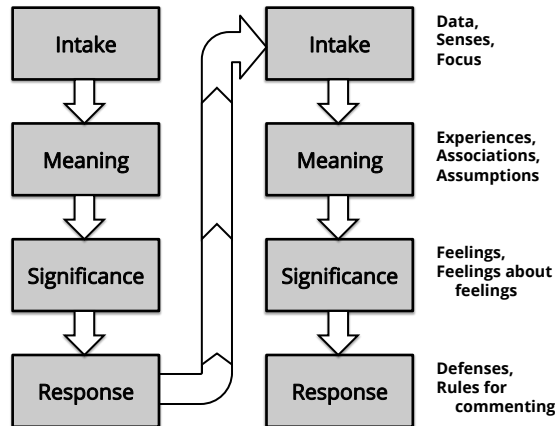 Intake
Meaning
Significance
Response
Intake
Meaning
Significance
Response
Data,
Senses,
Focus
Experiences,
Associations,
Assumptions
Feelings,
Feelings about
feelings
Defenses,
Rules for
commenting